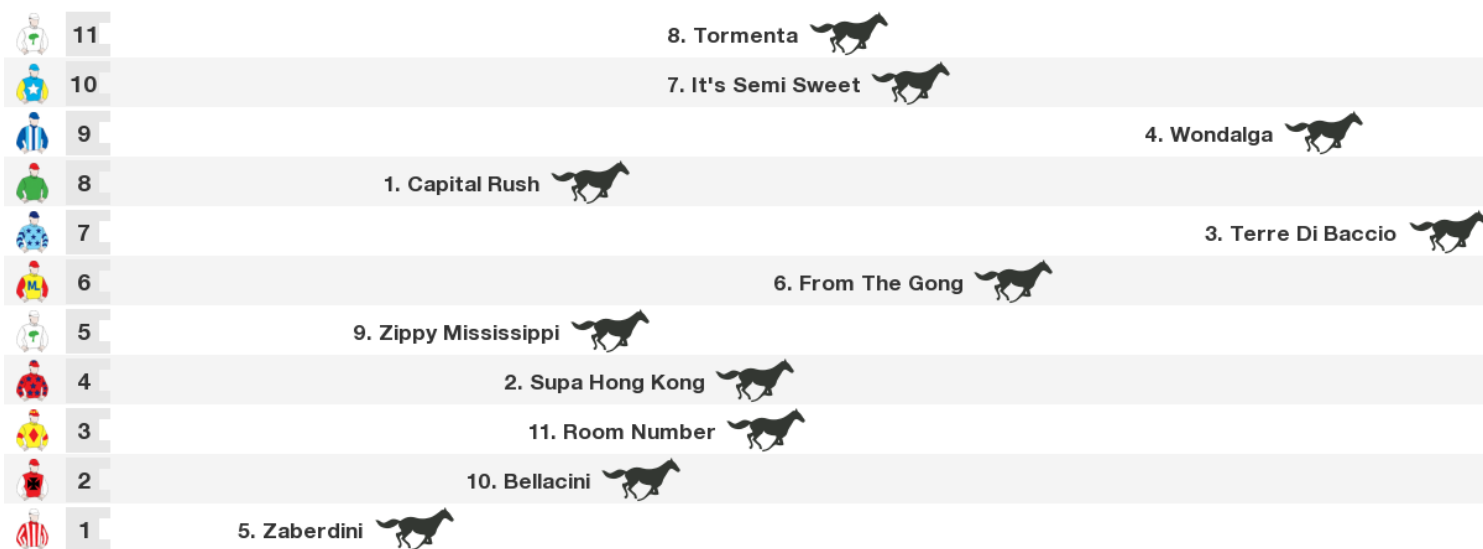 11 8. Tormenta
10 7. It's Semi Sweet
9 4. Wondalga
8 1. Capital Rush
7 3. Terre Di Baccio
6 6. From The Gong
ML
5 9. Zippy Mississippi
4 2. Supa Hong Kong
3 11. Room Number
2 10. Bellacini
1 5. Zaberdini